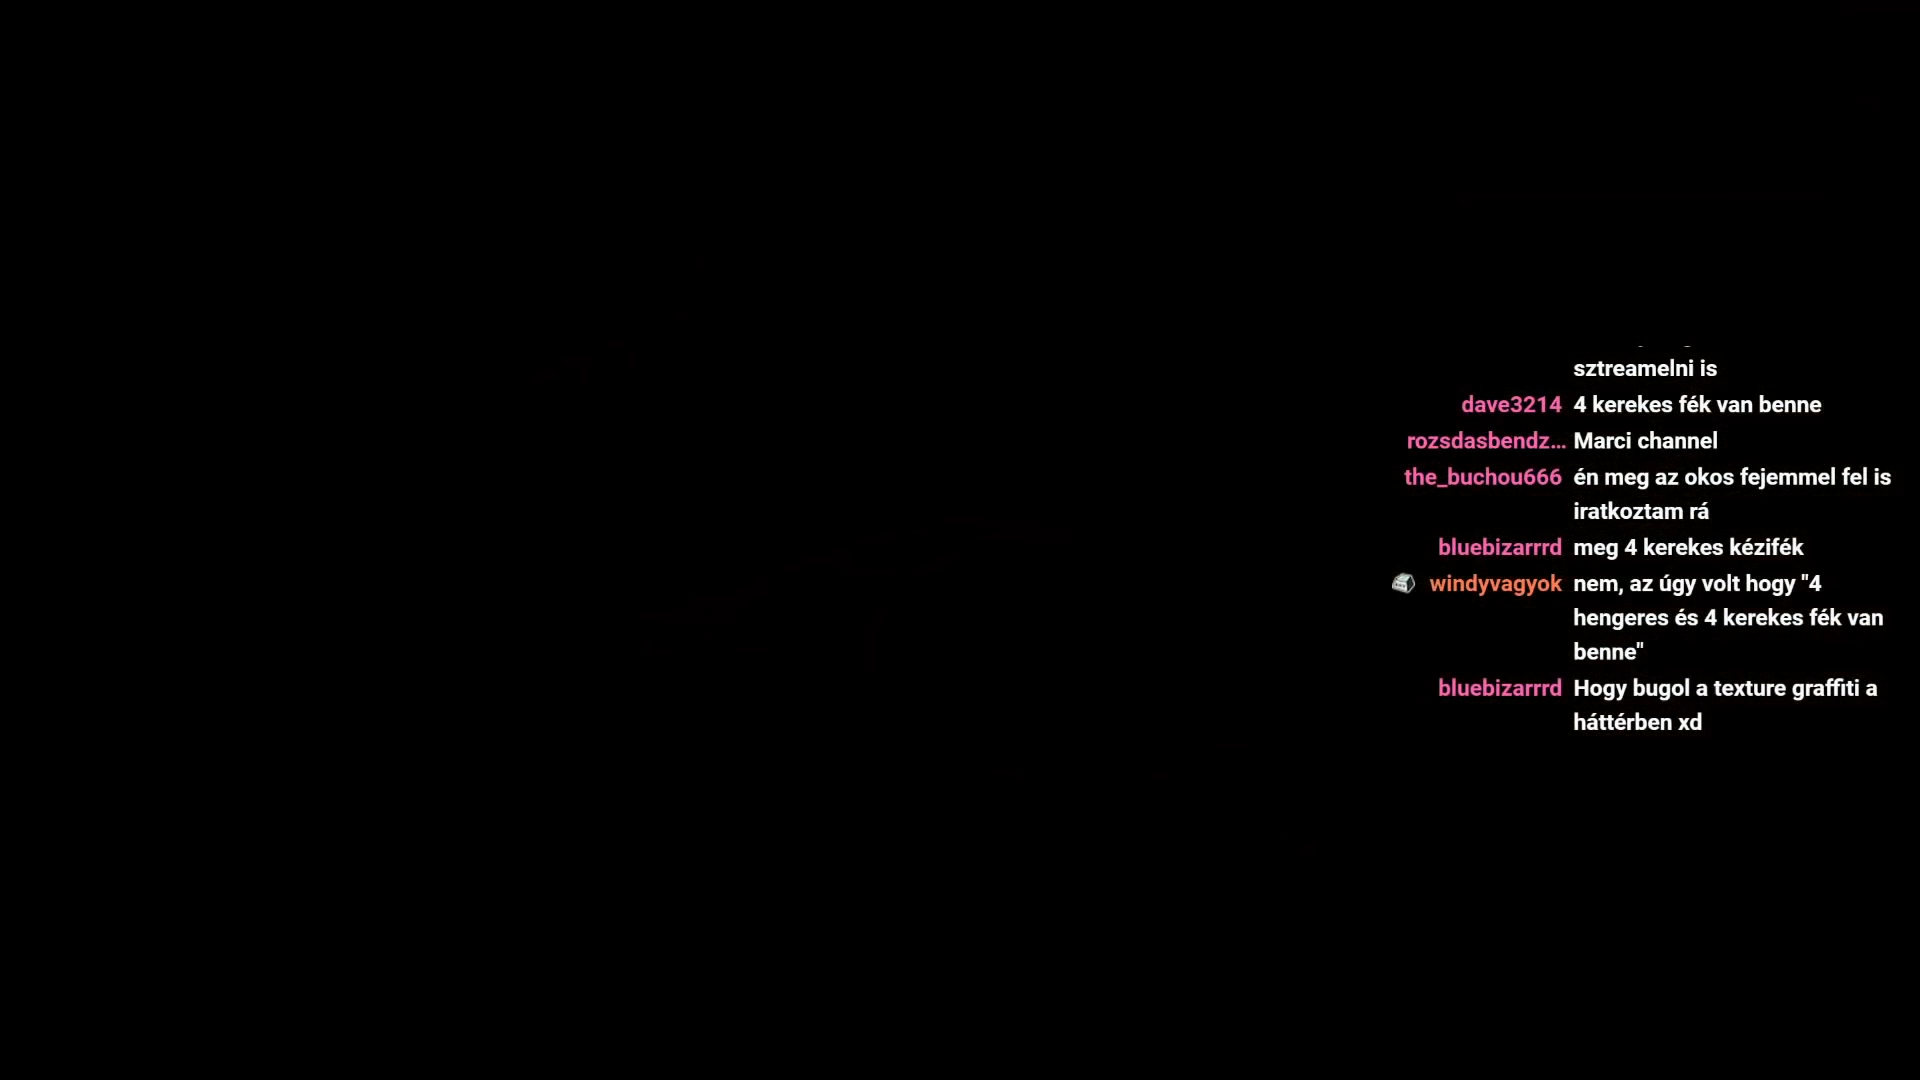 sztreamelni is
dave3214 4 kerekes fék van benne
rozsdasbendz... Marci channel
the_buchou666 én meg az okos fejemmel fel is
iratkoztam rá
bluebizarrrd meg 4 kerekes kézifék
windyvagyok nem, az úgy volt hogy "4
hengeres és 4 kerekes fék van
benne"
bluebizarrrd Hogy bugol a texture graffiti a
háttérben xd